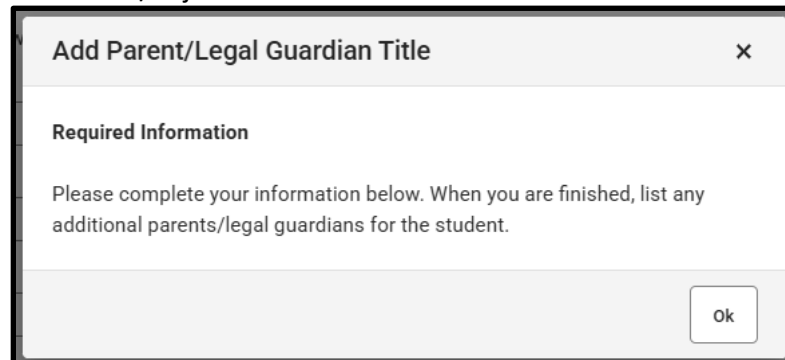 Add Parent/Legal Guardian Title
Required Information
Please complete your information below. When you are finished, list any
additional parents/legal guardians for the student.
Ok